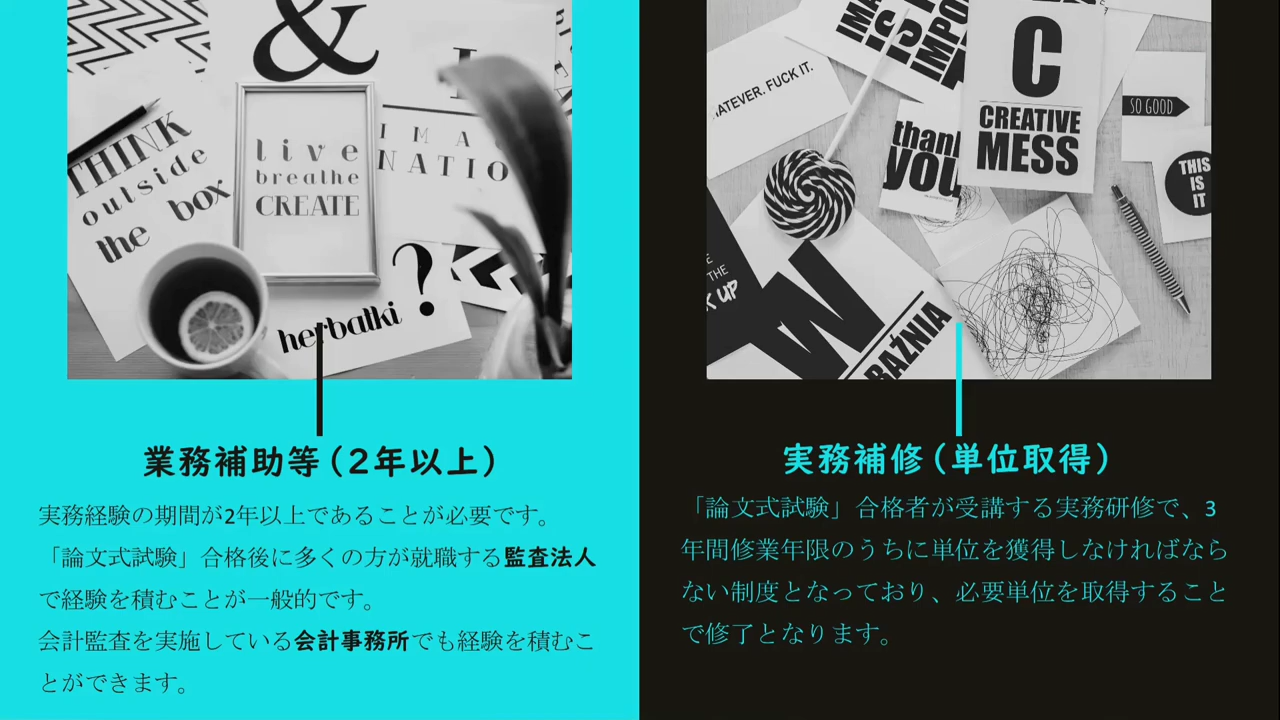 &
THINK
outside
the box
live
breathe
CREATE
I M A
NATIO
herbatki ?
ATEVER. FUCK IT.
IMPO
C
CREATIVE
MESS
SO GOOD
thank
you
THIS
IS
IT
THE
K UP
W
BRAŹNIA
業務補助等(2年以上)
実務経験の期間が2年以上であることが必要です。
「論文式試験」合格後に多くの方が就職する監査法人
で経験を積むことが一般的です。
会計監査を実施している会計事務所でも経験を積むこ
とができます。
実務補修(単位取得)
「論文式試験」合格者が受講する実務研修で、3
年間修業年限のうちに単位を獲得しなければなら
ない制度となっており、必要単位を取得すること
で修了となります。